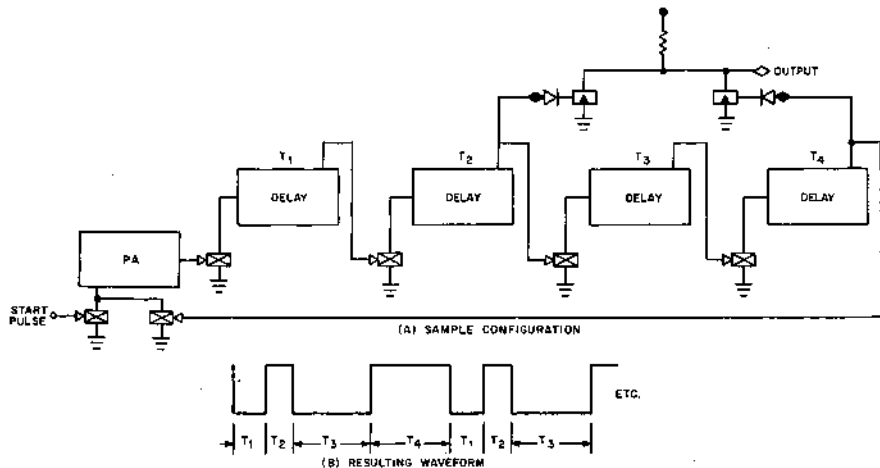 OUTPUT
T1
T2
T3
T4
DELAY
DELAY
DELAY
DELAY
PA
START
PULSE
(A) SAMPLE CONFIGURATION
ETC.
T1
T2
T3
T4
T1
T2
T3
(B) RESULTING WAVEFORM